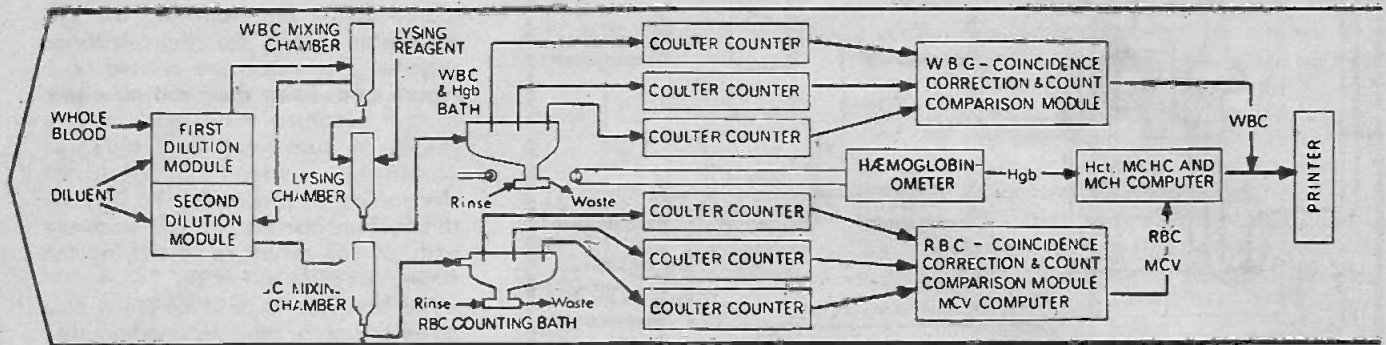 WBC MIXING
CHAMBER
LYSING
REAGENT
WBC
& Hgb
BATH
WHOLE
BLOOD
FIRST
DILUTION
MODULE
DILUENT
LYSING
CHAMBER
SECOND
DILUTION
MODULE
MIXING
CHAMBER
Rinse
Waste
Rinse
Waste
RBC COUNTING BATH
COULTER COUNTER
COULTER COUNTER
COULTER COUNTER
HÆMOGLOBIN-
OMETER
Hgb
COULTER COUNTER
COULTER COUNTER
COULTER COUNTER
WBC - COINCIDENCE
CORRECTION & COUNT
COMPARISON MODULE
WBC
Hct. MCHC AND
MCH COMPUTER
RBC
MCV
RBC - COINCIDENCE
CORRECTION & COUNT
COMPARISON MODULE
MCV COMPUTER
PRINTER